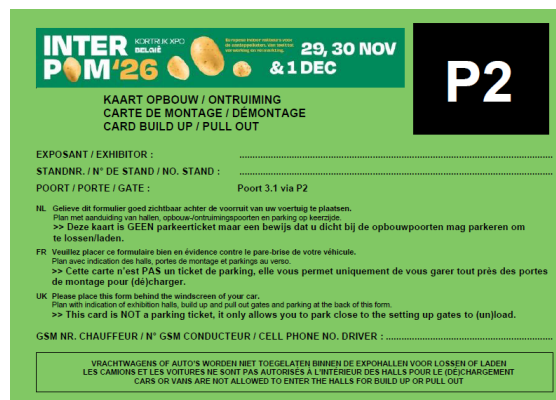 INTER
POM '26
KORTRIJK XPO
BELGIË
Europese indoor vakbeurs voor
de aardappelketen, van teelt tot
verwerking en vermarkting.
29, 30 NOV
& 1 DEC
P2
KAART OPBOUW / ONTRUIMING
CARTE DE MONTAGE / DÉMONTAGE
CARD BUILD UP / PULL OUT
EXPOSANT / EXHIBITOR : ........................................................
STANDNR. / N° DE STAND / NO. STAND : ........................................................
POORT / PORTE / GATE : Poort 3.1 via P2
NL Gelieve dit formulier goed zichtbaar achter de voorruit van uw voertuig te plaatsen.
Plan met aanduiding van hallen, opbouw-/ontruimingspoorten en parking op keerzijde.
>> Deze kaart is GEEN parkeerticket maar een bewijs dat u dicht bij de opbouwpoorten mag parkeren om
te lossen/laden.
FR Veuillez placer ce formulaire bien en évidence contre le pare-brise de votre véhicule.
Plan avec indication des halls, portes de montage et parkings au verso.
>> Cette carte n'est PAS un ticket de parking, elle vous permet uniquement de vous garer tout près des portes
de montage pour (dé)charger.
UK Please place this form behind the windscreen of your car.
Plan with indication of exhibition halls, build up and pull out gates and parking at the back of this form.
>> This card is NOT a parking ticket, it only allows you to park close to the setting up gates to (un)load.
GSM NR. CHAUFFEUR / N° GSM CONDUCTEUR / CELL PHONE NO. DRIVER : ..............................
VRACHTWAGENS OF AUTO'S WORDEN NIET TOEGELATEN BINNEN DE EXPOHALLEN VOOR LOSSEN OF LADEN
LES CAMIONS ET LES VOITURES NE SONT PAS AUTORISÉS À L'INTÉRIEUR DES HALLS POUR LE (DÉ)CHARGEMENT
CARS OR VANS ARE NOT ALLOWED TO ENTER THE HALLS FOR BUILD UP OR PULL OUT